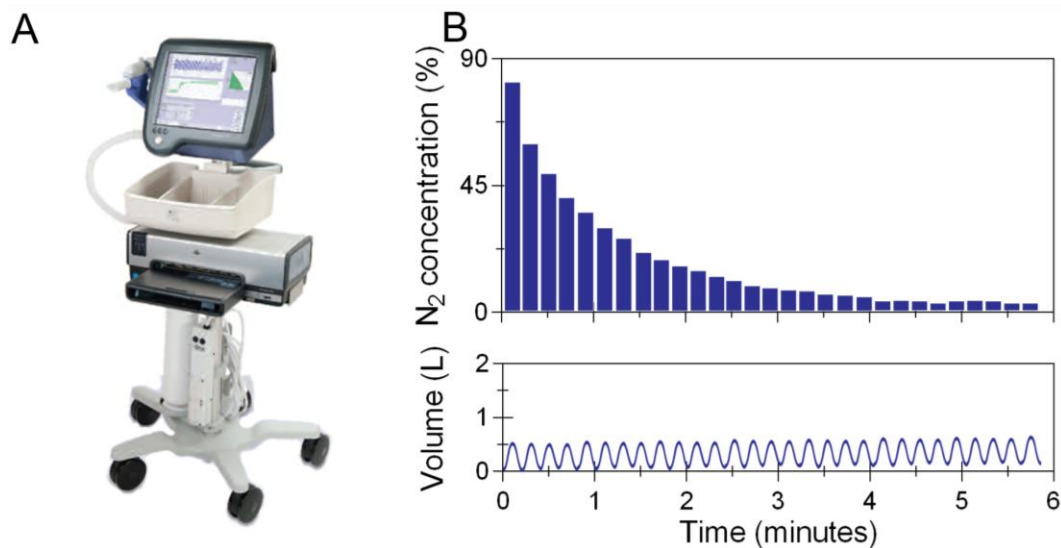 A
B
90
45
0
N₂ concentration (%)
2
1
0
Volume (L)
0 1 2 3 4 5 6
Time (minutes)